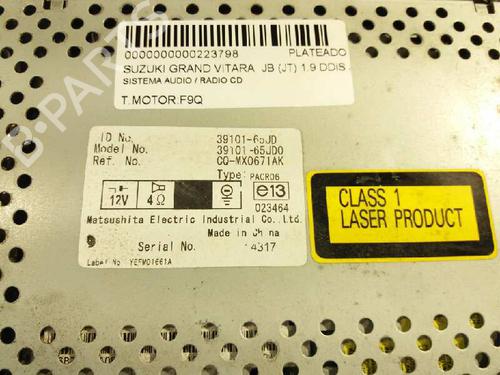 0000000000223798 PLATEADO
SUZUKI GRAND VITARA JB (JT) 1.9 DDIS
SISTEMA AUDIO / RADIO CD
T.MOTOR:F9Q
ID No. 39101-65JD
Model No. 39101-65JD0
Ref. No. CQ-MX0671AK
Type: PACR06
12V 4Ω e13
023464
Matsushita Electric Industrial Co.,Ltd.
Made in China
Serial No. 14317
Label No. YEFM01661A
CLASS 1
LASER PRODUCT
B-PARTS